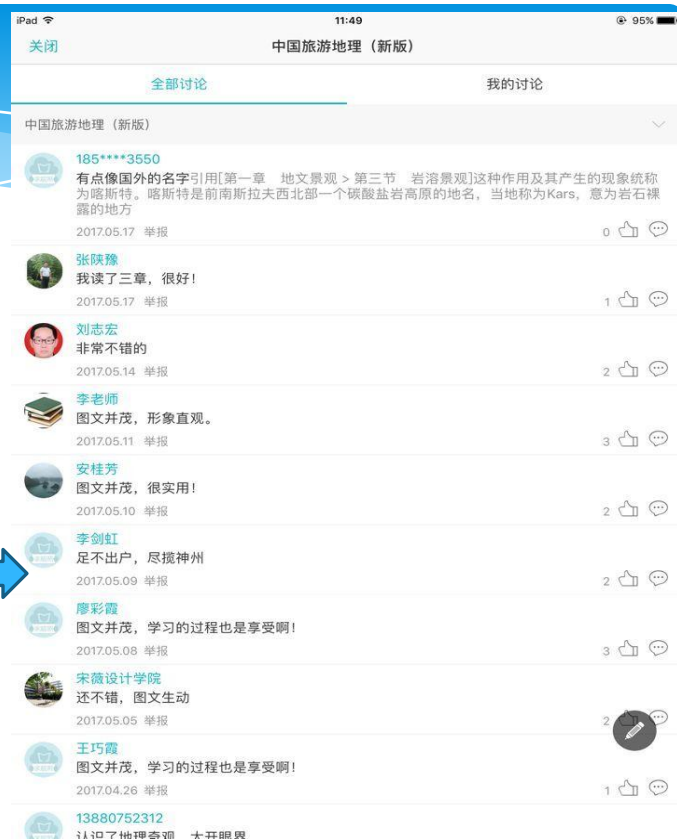 iPad 11:49 95%
关闭 中国旅游地理（新版）
全部讨论 我的讨论
中国旅游地理（新版）
185****3550
有点像国外的名字引用[第一章　地文景观 > 第三节　岩溶景观]这种作用及其产生的现象统称
为喀斯特。喀斯特是前南斯拉夫西北部一个碳酸盐岩高原的地名，当地称为Kars，意为岩石裸
露的地方
2017.05.17 举报 0
张陕豫
我读了三章，很好！
2017.05.17 举报 1
刘志宏
非常不错的
2017.05.14 举报 2
李老师
图文并茂，形象直观。
2017.05.11 举报 3
安桂芳
图文并茂，很实用！
2017.05.10 举报 2
李剑虹
足不出户，尽揽神州
2017.05.09 举报 2
廖彩霞
图文并茂，学习的过程也是享受啊！
2017.05.08 举报 3
宋薇设计学院
还不错，图文生动
2017.05.05 举报 2
王巧霞
图文并茂，学习的过程也是享受啊！
2017.04.26 举报 1
13880752312
认识了地理奇观，大开眼界